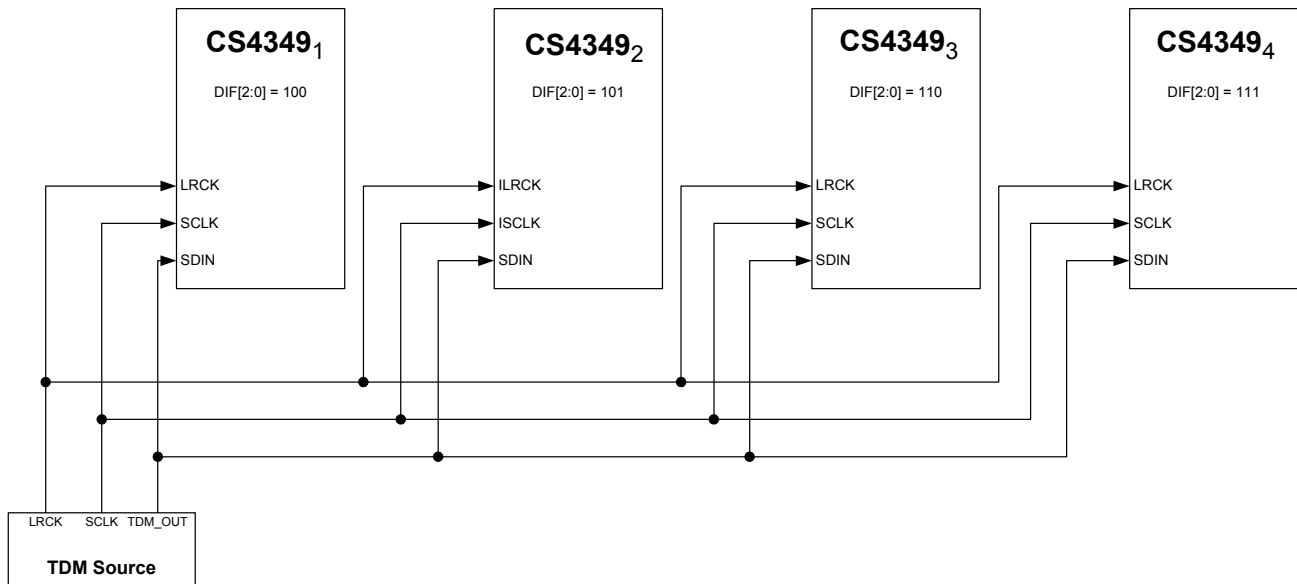 CS4349₁
DIF[2:0] = 100
LRCK
SCLK
SDIN
CS4349₂
DIF[2:0] = 101
ILRCK
ISCLK
SDIN
CS4349₃
DIF[2:0] = 110
LRCK
SCLK
SDIN
CS4349₄
DIF[2:0] = 111
LRCK
SCLK
SDIN
LRCK SCLK TDM_OUT
TDM Source